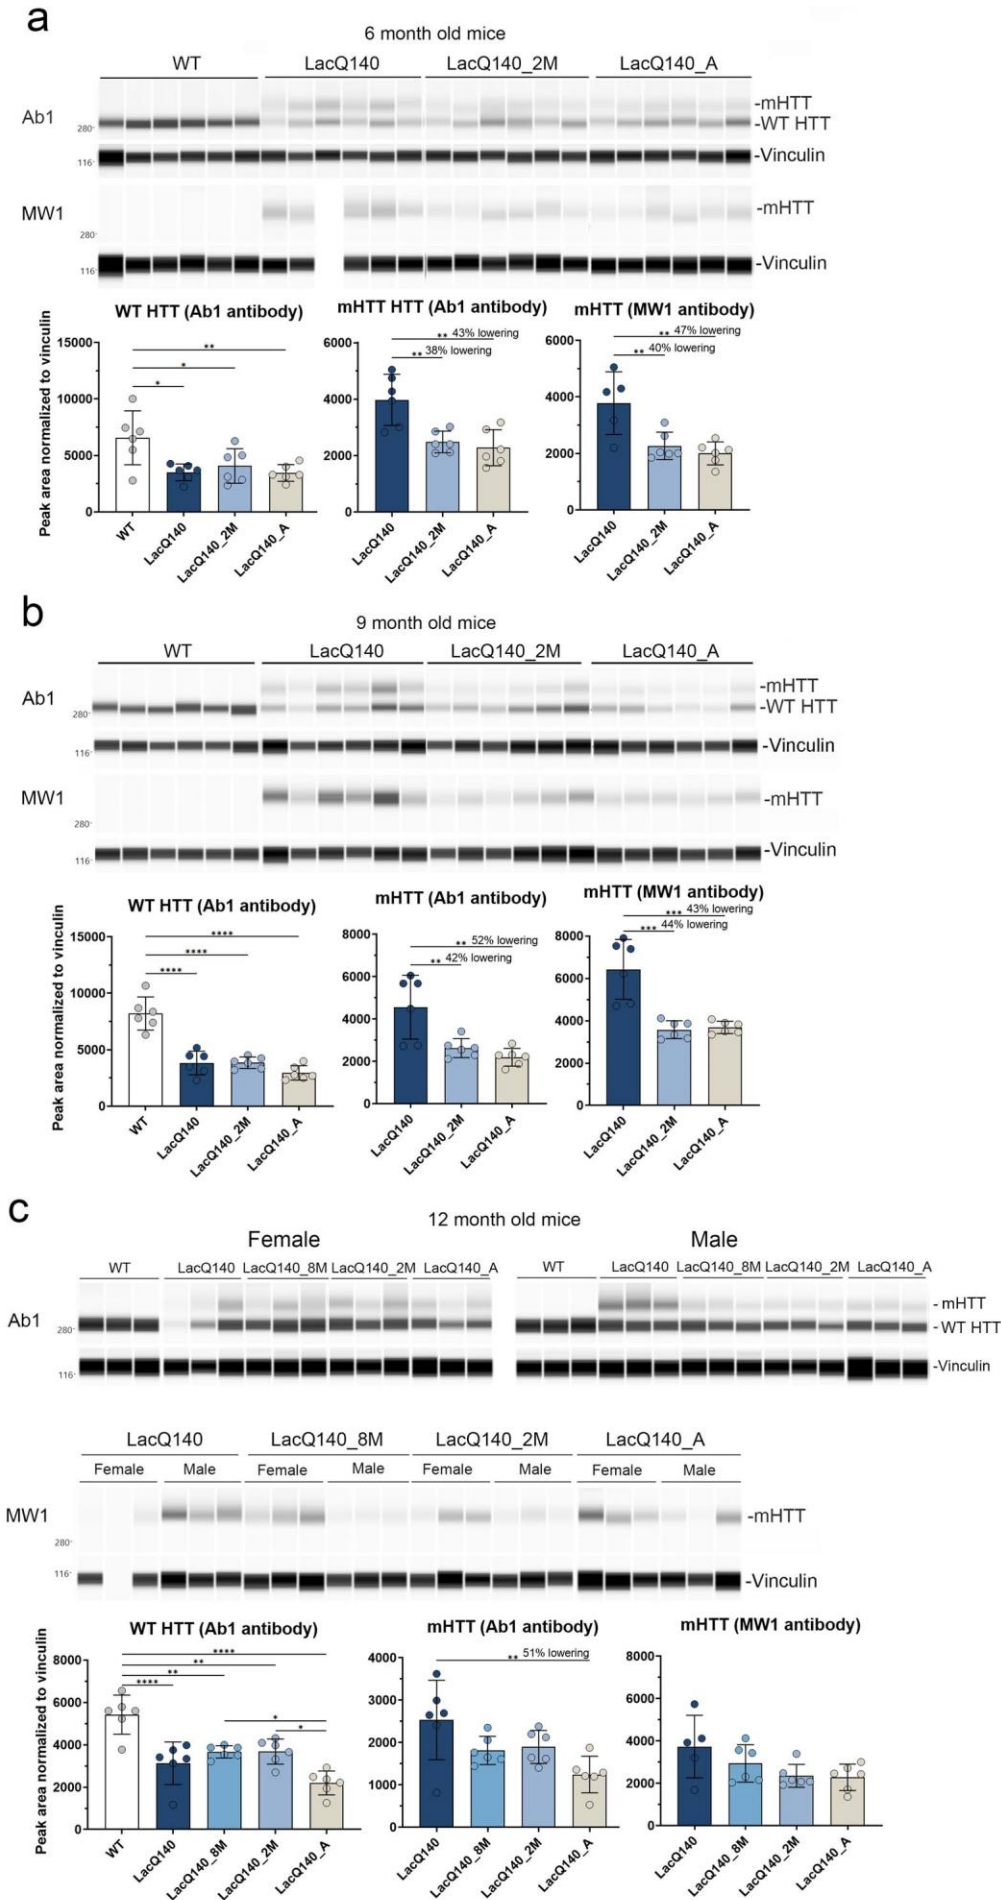 a
6 month old mice
WT LacQ140 LacQ140_2M LacQ140_A
Ab1
-mHTT
-WT HTT
280-
-Vinculin
116-
MW1
-mHTT
280-
-Vinculin
116-
WT HTT (Ab1 antibody)
mHTT HTT (Ab1 antibody)
mHTT (MW1 antibody)
Peak area normalized to vinculin
15000
10000
5000
0
**
*
*
WT LacQ140 LacQ140_2M LacQ140_A
6000
4000
2000
0
** 43% lowering
** 38% lowering
LacQ140 LacQ140_2M LacQ140_A
6000
4000
2000
0
** 47% lowering
** 40% lowering
LacQ140 LacQ140_2M LacQ140_A
b
9 month old mice
WT LacQ140 LacQ140_2M LacQ140_A
Ab1
-mHTT
-WT HTT
280-
-Vinculin
116-
MW1
-mHTT
280-
-Vinculin
116-
WT HTT (Ab1 antibody)
mHTT (Ab1 antibody)
mHTT (MW1 antibody)
Peak area normalized to vinculin
15000
10000
5000
0
****
****
****
WT LacQ140 LacQ140_2M LacQ140_A
8000
6000
4000
2000
0
** 52% lowering
** 42% lowering
LacQ140 LacQ140_2M LacQ140_A
8000
6000
4000
2000
0
*** 43% lowering
*** 44% lowering
LacQ140 LacQ140_2M LacQ140_A
c
12 month old mice
Female Male
WT LacQ140 LacQ140_8M LacQ140_2M LacQ140_A WT LacQ140 LacQ140_8M LacQ140_2M LacQ140_A
Ab1
-mHTT
-WT HTT
280-
-Vinculin
116-
LacQ140 LacQ140_8M LacQ140_2M LacQ140_A
Female Male Female Male Female Male Female Male
MW1
-mHTT
280-
116-
-Vinculin
WT HTT (Ab1 antibody)
mHTT (Ab1 antibody)
mHTT (MW1 antibody)
Peak area normalized to vinculin
8000
6000
4000
2000
0
****
**
**
****
*
*
WT LacQ140 LacQ140_8M LacQ140_2M LacQ140_A
4000
3000
2000
1000
0
** 51% lowering
LacQ140 LacQ140_8M LacQ140_2M LacQ140_A
8000
6000
4000
2000
0
LacQ140 LacQ140_8M LacQ140_2M LacQ140_A